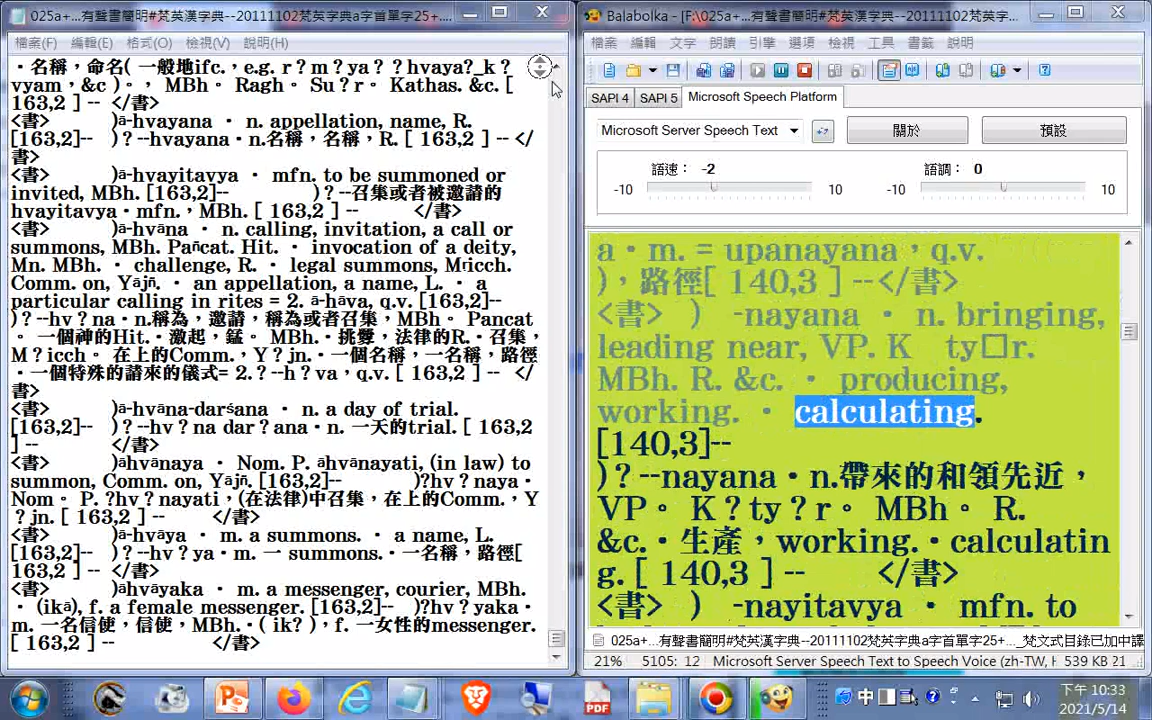 025a+...有聲書簡明#梵英漢字典--20111102梵英字典a字首單字25+...
檔案(F) 編輯(E) 格式(O) 檢視(V) 說明(H)
・名稱，命名( 一般地ifc.，e.g. r？m？ya？？hvaya?_k？
vyam，&c )。， MBh。Ragh。 Su？r。 Kathas. &c. [
163,2 ] -- </書>
<書> )ā-hvayana ・ n. appellation, name, R.
[163,2]-- )？--hvayana・n.名稱，名稱，R. [ 163,2 ] -- </
書>
<書> )ā-hvayitavya ・ mfn. to be summoned or
invited, MBh. [163,2]-- )？--召集或者被邀請的
hvayitavya・mfn.，MBh. [ 163,2 ] -- </書>
<書> )ā-hvāna ・ n. calling, invitation, a call or
summons, MBh. Pañcat. Hit. ・ invocation of a deity,
Mn. MBh. ・ challenge, R. ・ legal summons, Mṛicch.
Comm. on, Yājñ. ・ an appellation, a name, L. ・ a
particular calling in rites = 2. ā-hāva, q.v. [163,2]--
)？--hv？na・n.稱為，邀請，稱為或者召集，MBh。Pancat
。一個神的Hit.・激起，錳。 MBh.・挑釁，法律的R.・召集，
M？icch。 在上的Comm.，Y？jn.・一個名稱，一名稱，路徑
・一個特殊的請來的儀式= 2.？--h？va，q.v. [ 163,2 ] -- </
書>
<書> )ā-hvāna-darśana ・ n. a day of trial.
[163,2]-- )？--hv？na dar？ana・n. 一天的trial. [ 163,2
] -- </書>
<書> )āhvānaya ・ Nom. P. āhvānayati, (in law) to
summon, Comm. on, Yājñ. [163,2]-- )?hv？naya・
Nom。 P. ?hv？nayati，(在法律)中召集，在上的Comm.，Y
？jn. [ 163,2 ] -- </書>
<書> )ā-hvāya ・ m. a summons. ・ a name, L.
[163,2]-- )？--hv？ya・m. 一 summons.・一名稱，路徑[
163,2 ] -- </書>
<書> )āhvāyaka ・ m. a messenger, courier, MBh.
・ (ikā), f. a female messenger. [163,2]-- )?hv？yaka・
m. 一名信使，信使，MBh.・( ik？)，f. 一女性的messenger.
[ 163,2 ] -- </書>
Balabolka - [F:\025a+...有聲書簡明#梵英漢字典--20111102梵英字...
檔案 編輯 文字 朗讀 引擎 選項 檢視 工具 書籤 說明
SAPI 4 SAPI 5 Microsoft Speech Platform
Microsoft Server Speech Text 關於 預設
語速： -2 語調： 0
-10 10 -10 10
a・m. = upanayana，q.v.
)，路徑[ 140,3 ] --</書>
<書> ) -nayana ・ n. bringing,
leading near, VP. K ty□r.
MBh. R. &c. ・ producing,
working. ・ calculating.
[140,3]--
)？--nayana・n.帶來的和領先近，
VP。 K？ty？r。 MBh。 R.
&c.・生產，working.・calculatin
g. [ 140,3 ] -- </書>
<書> ) -nayitavya ・ mfn. to
025a+...有聲書簡明#梵英漢字典--20111102梵英字典a字首單字25+..._梵文式目錄已加中譯
21% 5105: 12 Microsoft Server Speech Text to Speech Voice (zh-TW, H 539 KB 21
PDF
中
下午 10:33
2021/5/14